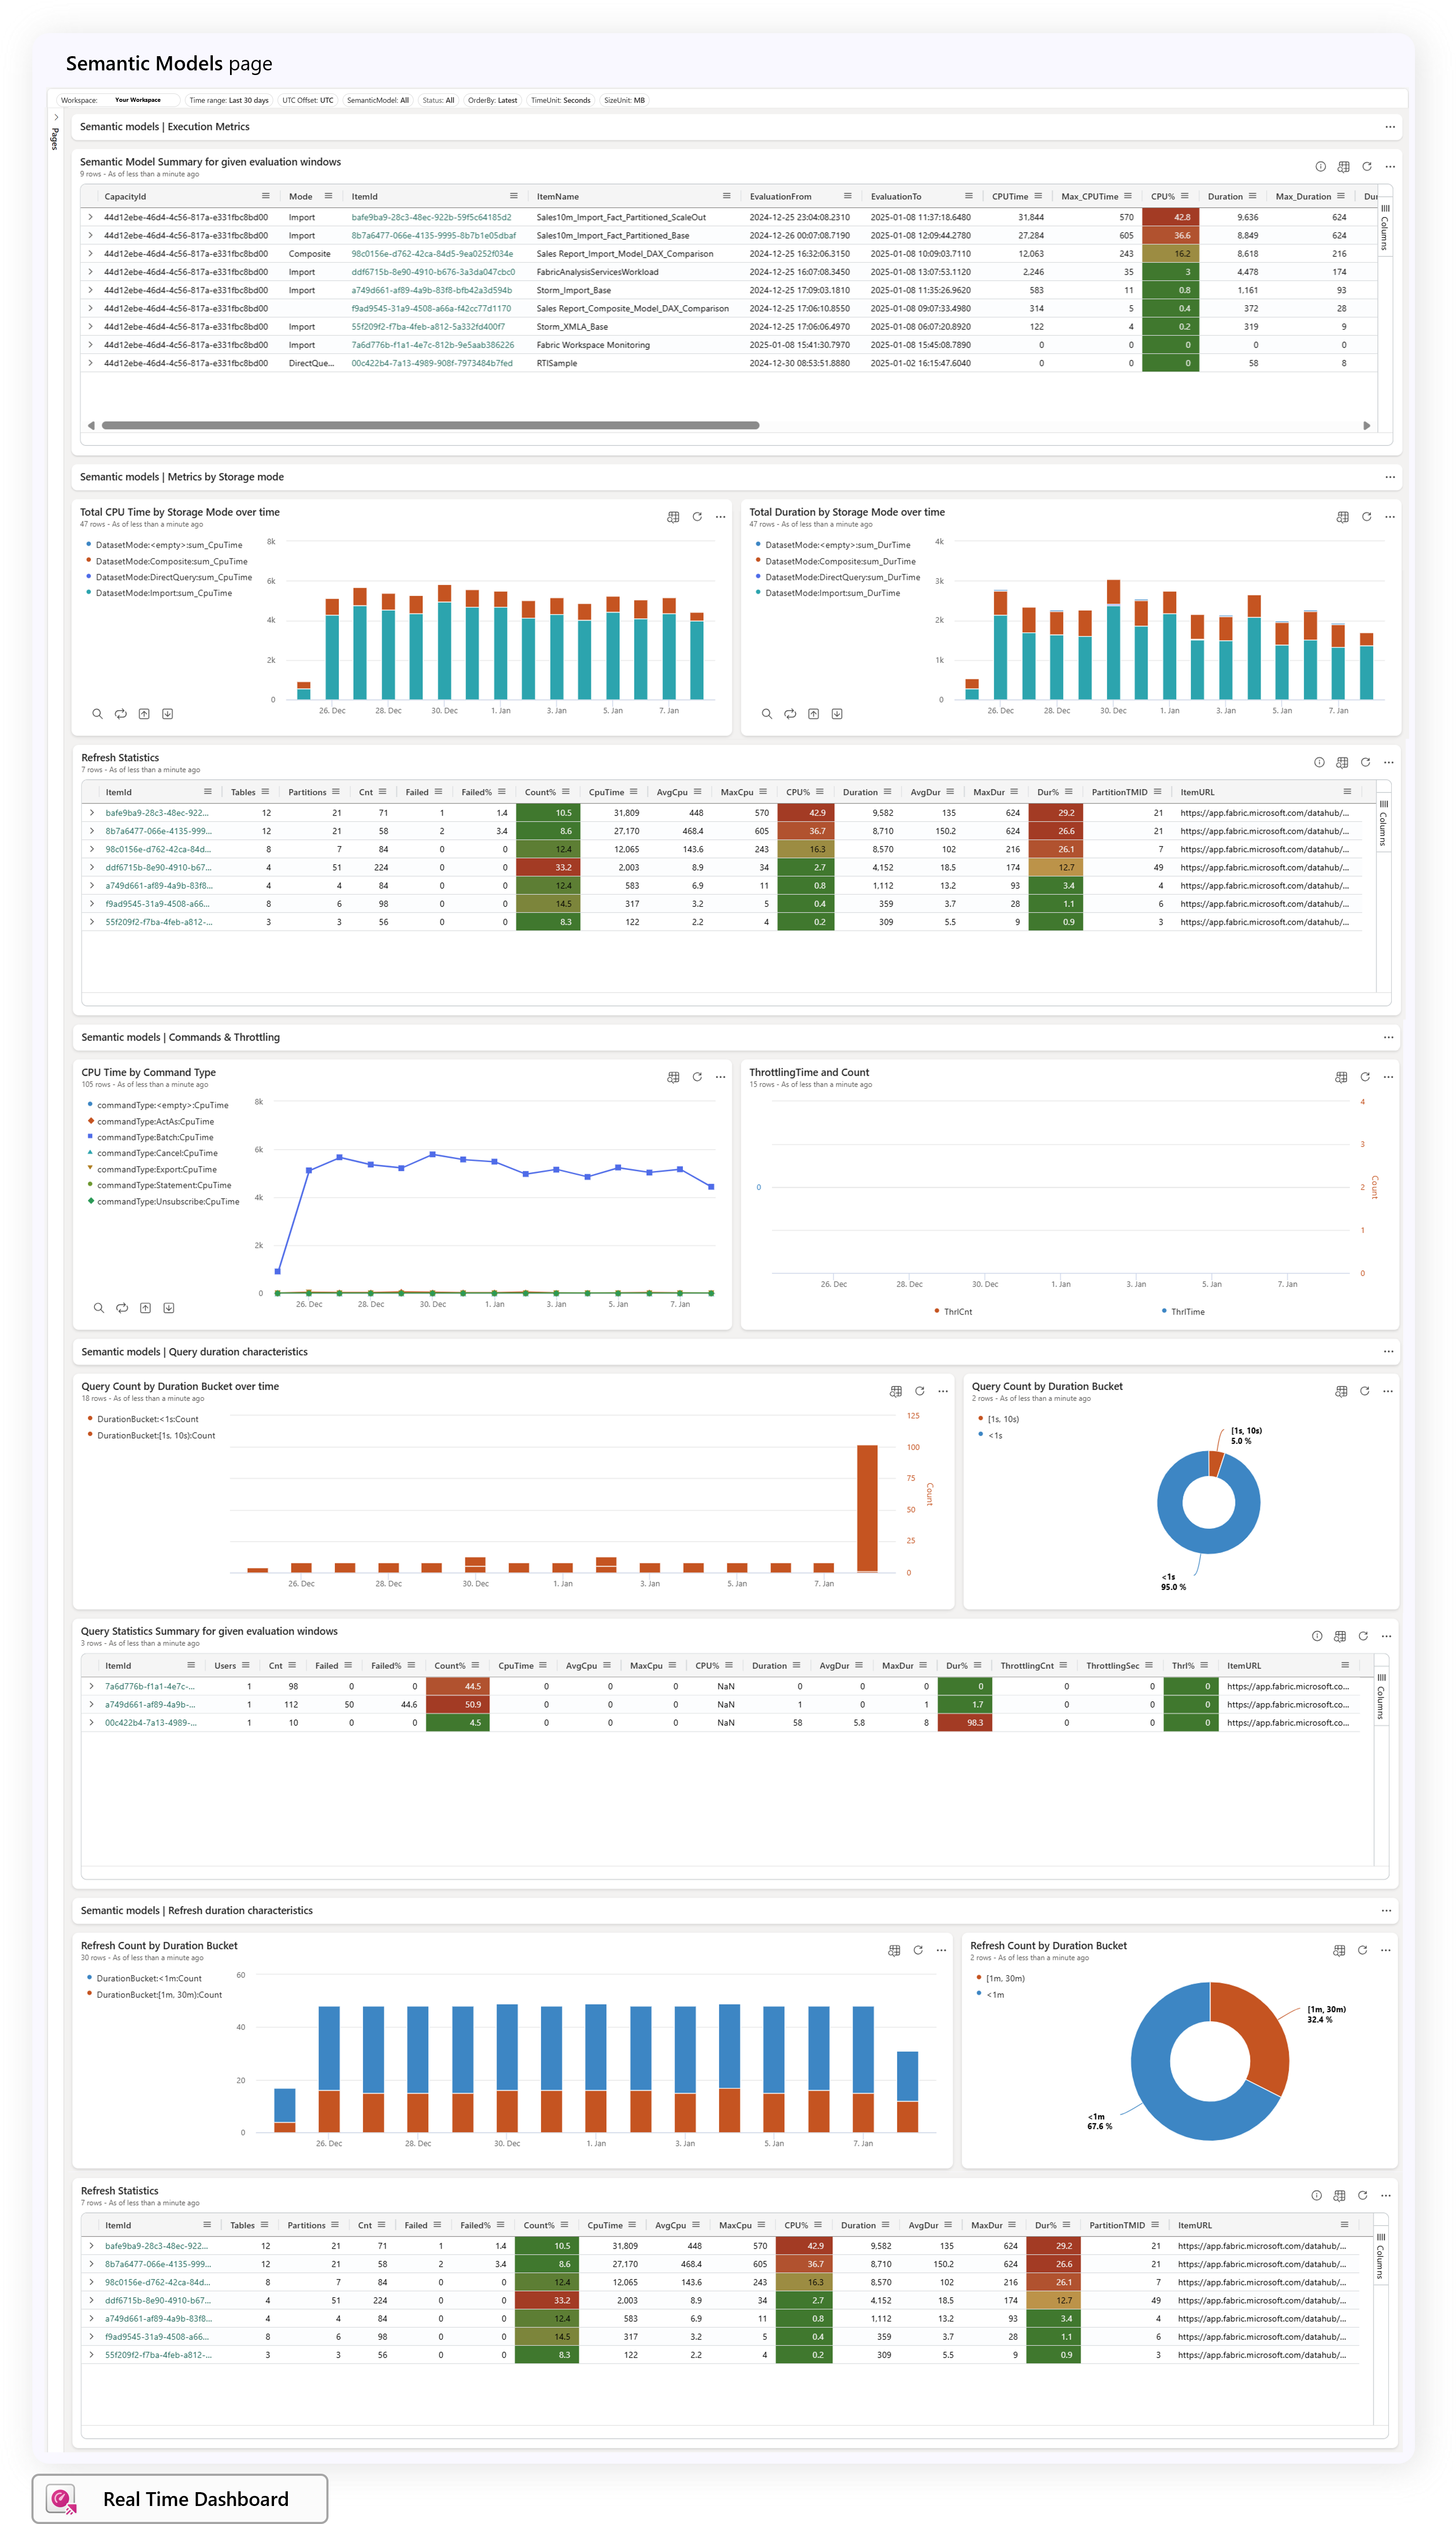 Semantic Models page
Workspace: Your Workspace Time range: Last 30 days UTC Offset: UTC SemanticModel: All Status: All OrderBy: Latest TimeUnit: Seconds SizeUnit: MB
Pages
Semantic models | Execution Metrics
Semantic Model Summary for given evaluation windows
9 rows - As of less than a minute ago
CapacityId Mode ItemId ItemName EvaluationFrom EvaluationTo CPUTime Max_CPUTime CPU% Duration Max_Duration Dur
44d12ebe-46d4-4c56-817a-e331fbc8bd00 Import bafe9ba9-28c3-48ec-922b-59f5c64185d2 Sales10m_Import_Fact_Partitioned_ScaleOut 2024-12-25 23:04:08.2310 2025-01-08 11:37:18.6480 31,844 570 42.8 9,636 624
44d12ebe-46d4-4c56-817a-e331fbc8bd00 Import 8b7a6477-066e-4135-9995-8b7b1e05dbaf Sales10m_Import_Fact_Partitioned_Base 2024-12-26 00:07:08.7190 2025-01-08 12:09:44.2780 27,284 605 36.6 8,849 624
44d12ebe-46d4-4c56-817a-e331fbc8bd00 Composite 98c0156e-d762-42ca-84d5-9ea0252f034e Sales Report_Import_Model_DAX_Comparison 2024-12-25 16:32:06.3150 2025-01-08 10:09:03.7110 12,063 243 16.2 8,618 216
44d12ebe-46d4-4c56-817a-e331fbc8bd00 Import ddf6715b-8e90-4910-b676-3a3da047cbc0 FabricAnalysisServicesWorkload 2024-12-25 16:07:08.3450 2025-01-08 13:07:53.1120 2,246 35 3 4,478 174
44d12ebe-46d4-4c56-817a-e331fbc8bd00 Import a749d661-af89-4a9b-83f8-bfb42a3d594b Storm_Import_Base 2024-12-25 17:09:03.1810 2025-01-08 11:35:26.9620 583 11 0.8 1,161 93
44d12ebe-46d4-4c56-817a-e331fbc8bd00 f9ad9545-31a9-4508-a66a-f42cc77d1170 Sales Report_Composite_Model_DAX_Comparison 2024-12-25 17:06:10.8550 2025-01-08 09:07:33.4980 314 5 0.4 372 28
44d12ebe-46d4-4c56-817a-e331fbc8bd00 Import 55f209f2-f7ba-4feb-a812-5a332fd400f7 Storm_XMLA_Base 2024-12-25 17:06:06.4970 2025-01-08 06:07:20.8920 122 4 0.2 319 9
44d12ebe-46d4-4c56-817a-e331fbc8bd00 Import 7a6d776b-f1a1-4e7c-812b-9e5aab386226 Fabric Workspace Monitoring 2025-01-08 15:41:30.7970 2025-01-08 15:45:08.7890 0 0 0 0 0
44d12ebe-46d4-4c56-817a-e331fbc8bd00 DirectQue... 00c422b4-7a13-4989-908f-7973484b7fed RTISample 2024-12-30 08:53:51.8880 2025-01-02 16:15:47.6040 0 0 0 58 8
Columns
Semantic models | Metrics by Storage mode
Total CPU Time by Storage Mode over time
47 rows - As of less than a minute ago
DatasetMode:<empty>:sum_CpuTime
DatasetMode:Composite:sum_CpuTime
DatasetMode:DirectQuery:sum_CpuTime
DatasetMode:Import:sum_CpuTime
8k
6k
4k
2k
0
26. Dec 28. Dec 30. Dec 1. Jan 3. Jan 5. Jan 7. Jan
Total Duration by Storage Mode over time
47 rows - As of less than a minute ago
DatasetMode:<empty>:sum_DurTime
DatasetMode:Composite:sum_DurTime
DatasetMode:DirectQuery:sum_DurTime
DatasetMode:Import:sum_DurTime
4k
3k
2k
1k
0
26. Dec 28. Dec 30. Dec 1. Jan 3. Jan 5. Jan 7. Jan
Refresh Statistics
7 rows - As of less than a minute ago
ItemId Tables Partitions Cnt Failed Failed% Count% CpuTime AvgCpu MaxCpu CPU% Duration AvgDur MaxDur Dur% PartitionTMID ItemURL
bafe9ba9-28c3-48ec-922... 12 21 71 1 1.4 10.5 31,809 448 570 42.9 9,582 135 624 29.2 21 https://app.fabric.microsoft.com/datahub/...
8b7a6477-066e-4135-999... 12 21 58 2 3.4 8.6 27,170 468.4 605 36.7 8,710 150.2 624 26.6 21 https://app.fabric.microsoft.com/datahub/...
98c0156e-d762-42ca-84d... 8 7 84 0 0 12.4 12,065 143.6 243 16.3 8,570 102 216 26.1 7 https://app.fabric.microsoft.com/datahub/...
ddf6715b-8e90-4910-b67... 4 51 224 0 0 33.2 2,003 8.9 34 2.7 4,152 18.5 174 12.7 49 https://app.fabric.microsoft.com/datahub/...
a749d661-af89-4a9b-83f8... 4 4 84 0 0 12.4 583 6.9 11 0.8 1,112 13.2 93 3.4 4 https://app.fabric.microsoft.com/datahub/...
f9ad9545-31a9-4508-a66... 8 6 98 0 0 14.5 317 3.2 5 0.4 359 3.7 28 1.1 6 https://app.fabric.microsoft.com/datahub/...
55f209f2-f7ba-4feb-a812-... 3 3 56 0 0 8.3 122 2.2 4 0.2 309 5.5 9 0.9 3 https://app.fabric.microsoft.com/datahub/...
Columns
Semantic models | Commands & Throttling
CPU Time by Command Type
105 rows - As of less than a minute ago
commandType:<empty>:CpuTime
commandType:ActAs:CpuTime
commandType:Batch:CpuTime
commandType:Cancel:CpuTime
commandType:Export:CpuTime
commandType:Statement:CpuTime
commandType:Unsubscribe:CpuTime
8k
6k
4k
2k
0
26. Dec 28. Dec 30. Dec 1. Jan 3. Jan 5. Jan 7. Jan
ThrottlingTime and Count
15 rows - As of less than a minute ago
0
4
3
2
1
0
Count
26. Dec 28. Dec 30. Dec 1. Jan 3. Jan 5. Jan 7. Jan
ThrlCnt ThrlTime
Semantic models | Query duration characteristics
Query Count by Duration Bucket over time
18 rows - As of less than a minute ago
DurationBucket:<1s:Count
DurationBucket:[1s, 10s):Count
125
100
75
50
25
0
Count
26. Dec 28. Dec 30. Dec 1. Jan 3. Jan 5. Jan 7. Jan
Query Count by Duration Bucket
2 rows - As of less than a minute ago
[1s, 10s)
<1s
[1s, 10s)
5.0 %
<1s
95.0 %
Query Statistics Summary for given evaluation windows
3 rows - As of less than a minute ago
ItemId Users Cnt Failed Failed% Count% CpuTime AvgCpu MaxCpu CPU% Duration AvgDur MaxDur Dur% ThrottlingCnt ThrottlingSec Thrl% ItemURL
7a6d776b-f1a1-4e7c-... 1 98 0 0 44.5 0 0 0 NaN 0 0 0 0 0 0 0 https://app.fabric.microsoft.co...
a749d661-af89-4a9b-... 1 112 50 44.6 50.9 0 0 0 NaN 1 0 1 1.7 0 0 0 https://app.fabric.microsoft.co...
00c422b4-7a13-4989-... 1 10 0 0 4.5 0 0 0 NaN 58 5.8 8 98.3 0 0 0 https://app.fabric.microsoft.co...
Columns
Semantic models | Refresh duration characteristics
Refresh Count by Duration Bucket
30 rows - As of less than a minute ago
DurationBucket:<1m:Count
DurationBucket:[1m, 30m):Count
60
40
20
0
26. Dec 28. Dec 30. Dec 1. Jan 3. Jan 5. Jan 7. Jan
Refresh Count by Duration Bucket
2 rows - As of less than a minute ago
[1m, 30m)
<1m
[1m, 30m)
32.4 %
<1m
67.6 %
Refresh Statistics
7 rows - As of less than a minute ago
ItemId Tables Partitions Cnt Failed Failed% Count% CpuTime AvgCpu MaxCpu CPU% Duration AvgDur MaxDur Dur% PartitionTMID ItemURL
bafe9ba9-28c3-48ec-922... 12 21 71 1 1.4 10.5 31,809 448 570 42.9 9,582 135 624 29.2 21 https://app.fabric.microsoft.com/datahub/...
8b7a6477-066e-4135-999... 12 21 58 2 3.4 8.6 27,170 468.4 605 36.7 8,710 150.2 624 26.6 21 https://app.fabric.microsoft.com/datahub/...
98c0156e-d762-42ca-84d... 8 7 84 0 0 12.4 12,065 143.6 243 16.3 8,570 102 216 26.1 7 https://app.fabric.microsoft.com/datahub/...
ddf6715b-8e90-4910-b67... 4 51 224 0 0 33.2 2,003 8.9 34 2.7 4,152 18.5 174 12.7 49 https://app.fabric.microsoft.com/datahub/...
a749d661-af89-4a9b-83f8... 4 4 84 0 0 12.4 583 6.9 11 0.8 1,112 13.2 93 3.4 4 https://app.fabric.microsoft.com/datahub/...
f9ad9545-31a9-4508-a66... 8 6 98 0 0 14.5 317 3.2 5 0.4 359 3.7 28 1.1 6 https://app.fabric.microsoft.com/datahub/...
55f209f2-f7ba-4feb-a812-... 3 3 56 0 0 8.3 122 2.2 4 0.2 309 5.5 9 0.9 3 https://app.fabric.microsoft.com/datahub/...
Columns
Real Time Dashboard